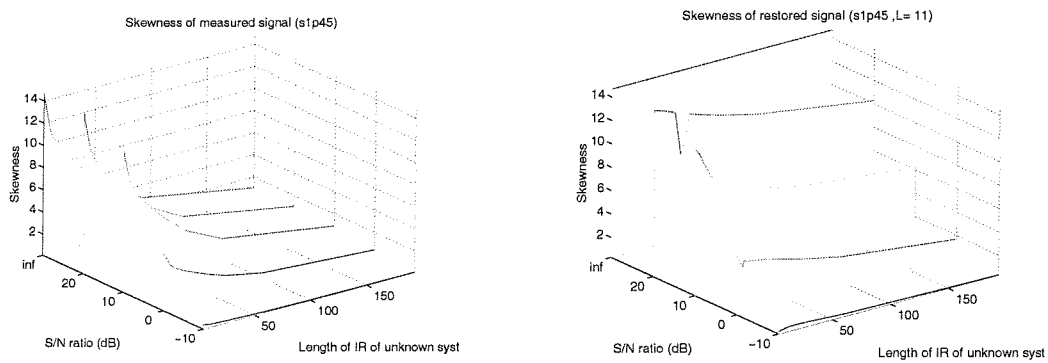 Skewness of measured signal (s1p45)
14
12
10
8
6
4
2
Skewness
inf
20
10
0
-10
S/N ratio (dB)
50
100
150
Length of IR of unknown syst
Skewness of restored signal (s1p45 ,L= 11)
14
12
10
8
6
4
2
Skewness
inf
20
10
0
-10
S/N ratio (dB)
50
100
150
Length of IR of unknown syst